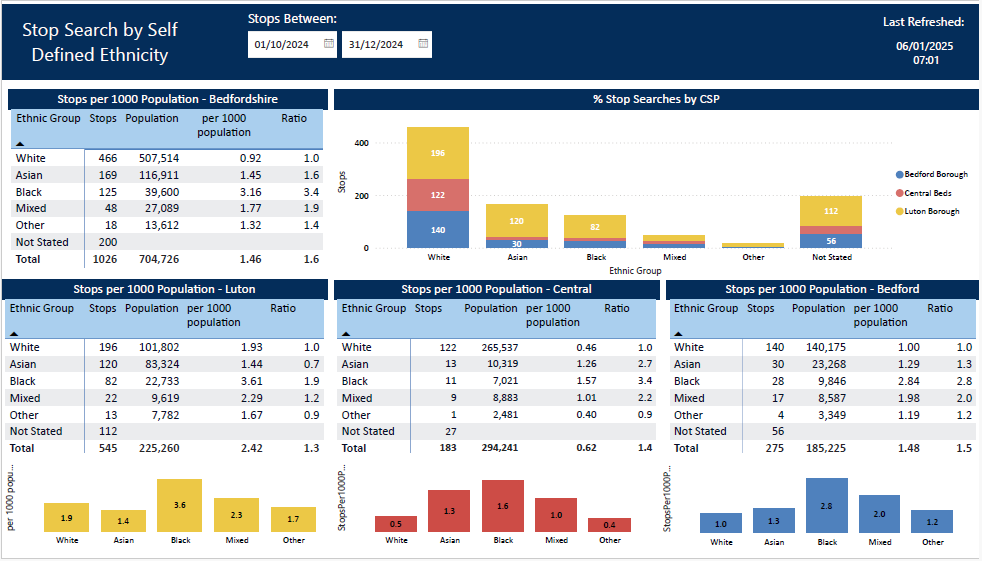 Stop Search by Self
Defined Ethnicity
Stops Between:
01/10/2024 31/12/2024
Last Refreshed:
06/01/2025
07:01
Stops per 1000 Population - Bedfordshire
Ethnic Group Stops Population per 1000 population Ratio
White 466 507,514 0.92 1.0
Asian 169 116,911 1.45 1.6
Black 125 39,600 3.16 3.4
Mixed 48 27,089 1.77 1.9
Other 18 13,612 1.32 1.4
Not Stated 200
Total 1026 704,726 1.46 1.6
% Stop Searches by CSP
Stops
400
200
0
196
122
140
120
30
82
112
56
White Asian Black Mixed Other Not Stated
Ethnic Group
Bedford Borough
Central Beds
Luton Borough
Stops per 1000 Population - Luton
Ethnic Group Stops Population per 1000 population Ratio
White 196 101,802 1.93 1.0
Asian 120 83,324 1.44 0.7
Black 82 22,733 3.61 1.9
Mixed 22 9,619 2.29 1.2
Other 13 7,782 1.67 0.9
Not Stated 112
Total 545 225,260 2.42 1.3
Stops per 1000 Population - Central
Ethnic Group Stops Population per 1000 population Ratio
White 122 265,537 0.46 1.0
Asian 13 10,319 1.26 2.7
Black 11 7,021 1.57 3.4
Mixed 9 8,883 1.01 2.2
Other 1 2,481 0.40 0.9
Not Stated 27
Total 183 294,241 0.62 1.4
Stops per 1000 Population - Bedford
Ethnic Group Stops Population per 1000 population Ratio
White 140 140,175 1.00 1.0
Asian 30 23,268 1.29 1.3
Black 28 9,846 2.84 2.8
Mixed 17 8,587 1.98 2.0
Other 4 3,349 1.19 1.2
Not Stated 56
Total 275 185,225 1.48 1.5
per 1000 popu...
1.9 1.4 3.6 2.3 1.7
White Asian Black Mixed Other
StopsPer1000P...
0.5 1.3 1.6 1.0 0.4
White Asian Black Mixed Other
StopsPer1000P...
1.0 1.3 2.8 2.0 1.2
White Asian Black Mixed Other